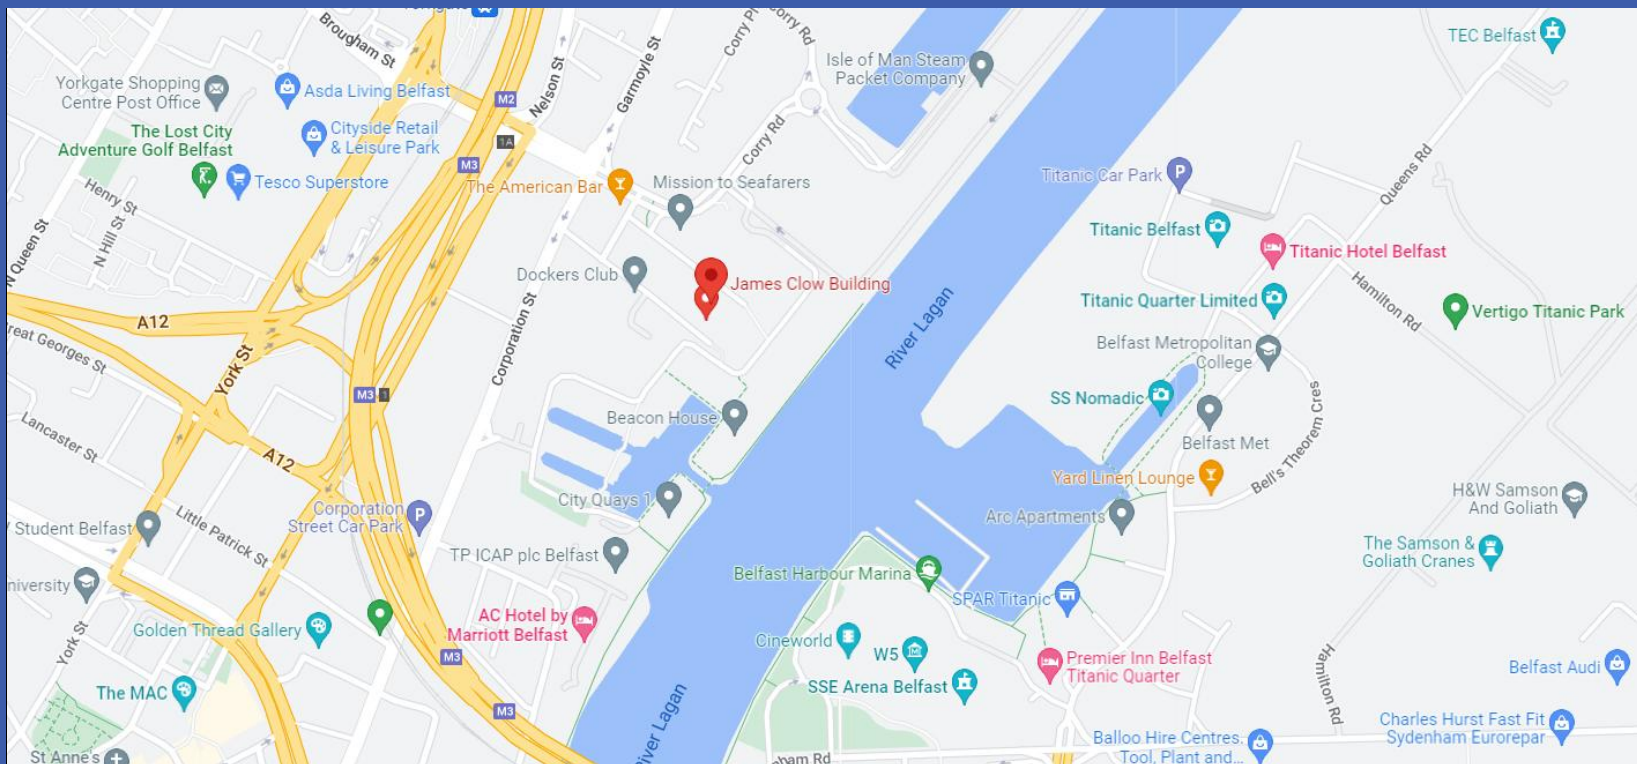 Brougham St
Nelson St
Garmoyle St
Corry Rd
Isle of Man Steam
Packet Company
TEC Belfast
Yorkgate Shopping
Centre Post Office
Asda Living Belfast
M2
The Lost City
Adventure Golf Belfast
Cityside Retail
& Leisure Park
1A
Corry Rd
M3
Queens Rd
Titanic Car Park
P
Tesco Superstore
The American Bar
Mission to Seafarers
Henry St
N Hill St
N Queen St
Titanic Belfast
Titanic Hotel Belfast
Dockers Club
James Clow Building
Titanic Quarter Limited
Hamilton Rd
Vertigo Titanic Park
A12
River Lagan
Corporation St
Great Georges St
York St
Belfast Metropolitan
College
M3
1
SS Nomadic
Bell's Theorem Cres
Lancaster St
Beacon House
Belfast Met
A12
Yard Linen Lounge
City Quays 1
H&W Samson
And Goliath
Corporation
Street Car Park
P
Arc Apartments
Student Belfast
Little Patrick St
TP ICAP plc Belfast
The Samson &
Goliath Cranes
Belfast Harbour Marina
SPAR Titanic
niversity
AC Hotel by
Marriott Belfast
Golden Thread Gallery
York St
Cineworld
W5
M3
Premier Inn Belfast
Titanic Quarter
Hamilton Rd
Belfast Audi
The MAC
SSE Arena Belfast
M3
River Lagan
Charles Hurst Fast Fit
Sydenham Eurorepar
Balloo Hire Centres.
Tool, Plant and...
St Anne's
ham Rd